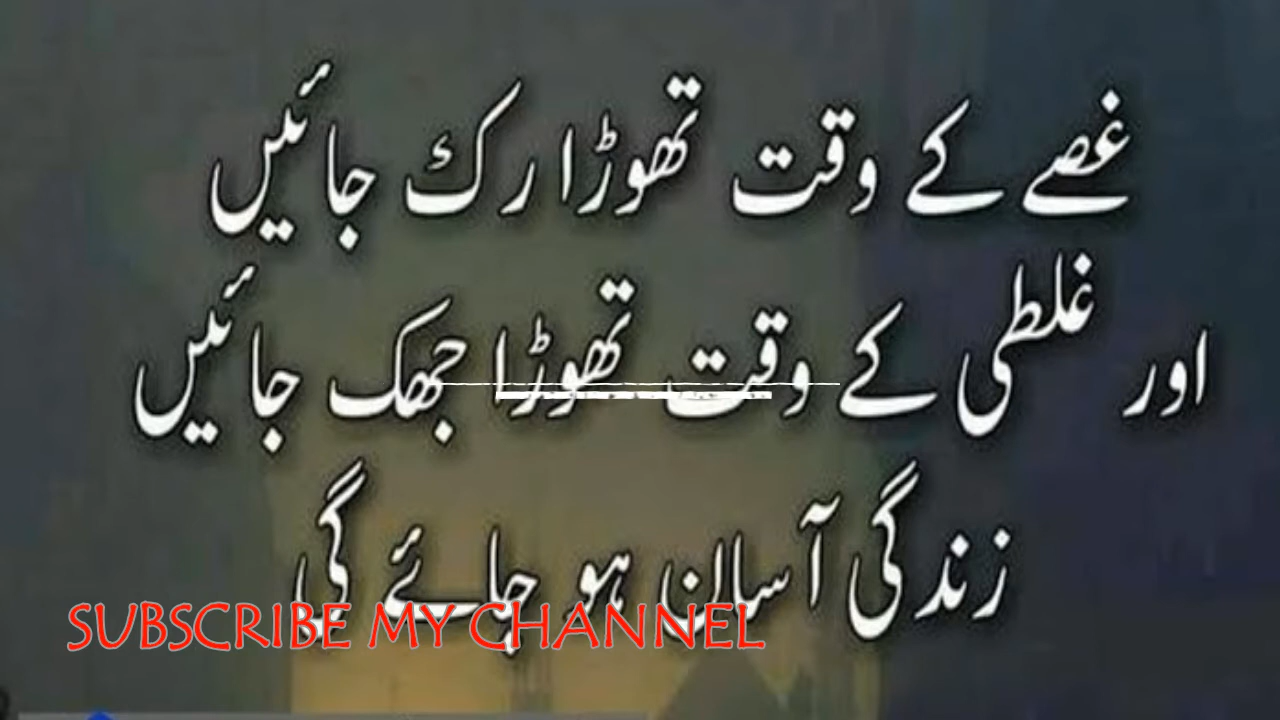 غصے کے وقت تھوڑا رک جائیں
اور غلطی کے وقت تھوڑا جھک جائیں
زندگی آسان ہو جائے گی
SUBSCRIBE MY CHANNEL